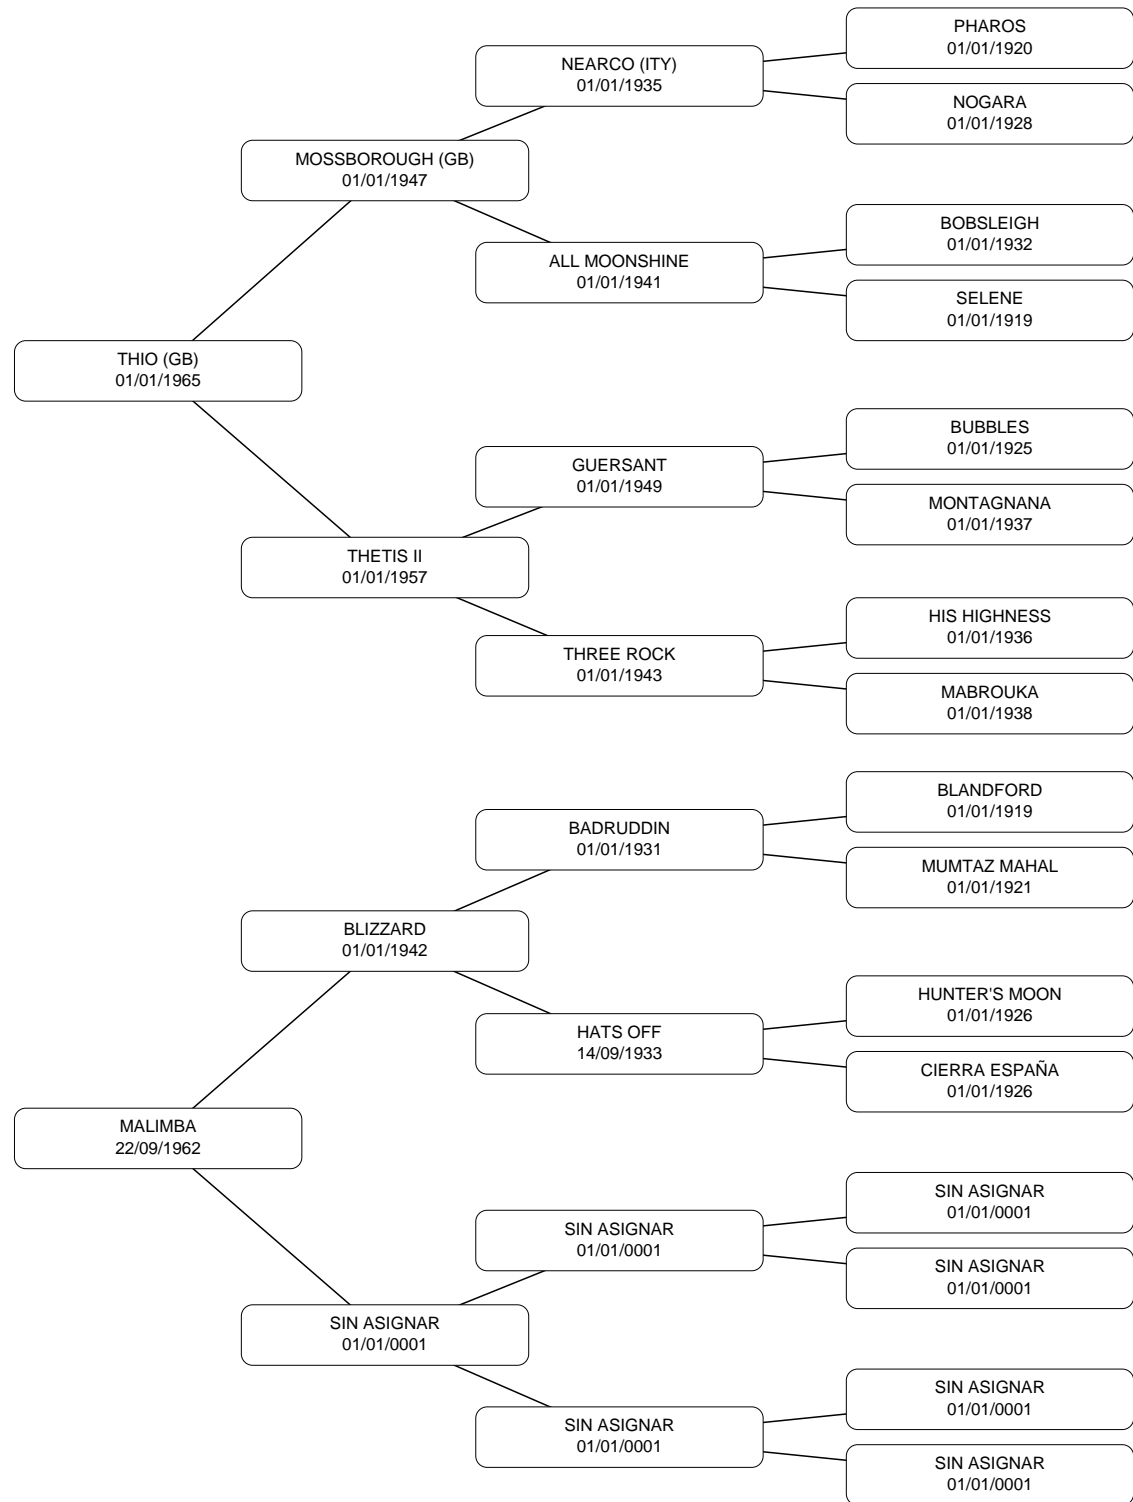 PHAROS
01/01/1920
NEARCO (ITY)
01/01/1935
NOGARA
01/01/1928
MOSSBOROUGH (GB)
01/01/1947
BOBSLEIGH
01/01/1932
ALL MOONSHINE
01/01/1941
SELENE
01/01/1919
THIO (GB)
01/01/1965
BUBBLES
01/01/1925
GUERSANT
01/01/1949
MONTAGNANA
01/01/1937
THETIS II
01/01/1957
HIS HIGHNESS
01/01/1936
THREE ROCK
01/01/1943
MABROUKA
01/01/1938
BLANDFORD
01/01/1919
BADRUDDIN
01/01/1931
MUMTAZ MAHAL
01/01/1921
BLIZZARD
01/01/1942
HUNTER'S MOON
01/01/1926
HATS OFF
14/09/1933
CIERRA ESPAÑA
01/01/1926
MALIMBA
22/09/1962
SIN ASIGNAR
01/01/0001
SIN ASIGNAR
01/01/0001
SIN ASIGNAR
01/01/0001
SIN ASIGNAR
01/01/0001
SIN ASIGNAR
01/01/0001
SIN ASIGNAR
01/01/0001
SIN ASIGNAR
01/01/0001